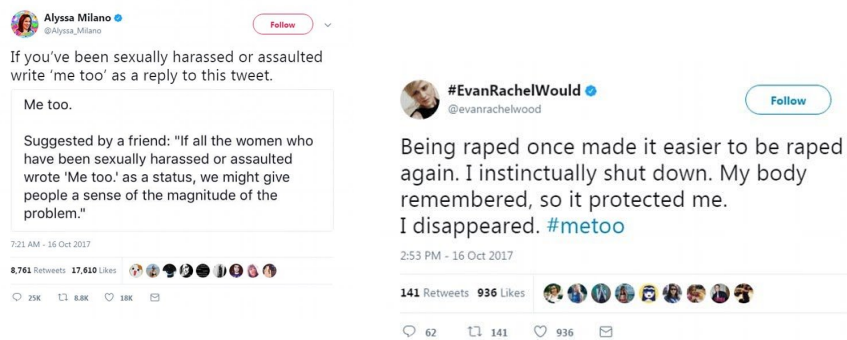 Alyssa Milano
@Alyssa_Milano
Follow
If you've been sexually harassed or assaulted
write 'me too' as a reply to this tweet.
Me too.
Suggested by a friend: "If all the women who
have been sexually harassed or assaulted
wrote 'Me too.' as a status, we might give
people a sense of the magnitude of the
problem."
7:21 AM - 16 Oct 2017
8,761 Retweets 17,610 Likes
25K 8.8K 18K
#EvanRachelWould
@evanrachelwood
Follow
Being raped once made it easier to be raped
again. I instinctually shut down. My body
remembered, so it protected me.
I disappeared. #metoo
2:53 PM - 16 Oct 2017
141 Retweets 936 Likes
62 141 936